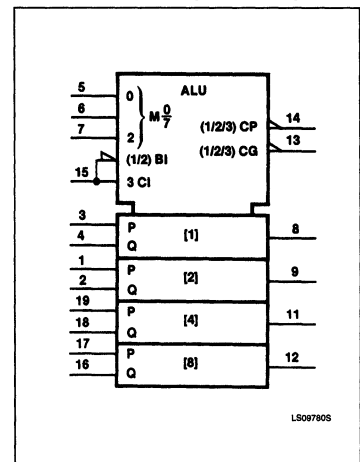 ALU
5 0
6 M 0/7
7 2
(1/2/3) CP 14
(1/2/3) CG 13
(1/2) BI
15 3 CI
3 P [1] 8
4 Q
1 P [2] 9
2 Q
19 P [4] 11
18 Q
17 P [8] 12
16 Q
LS09780S